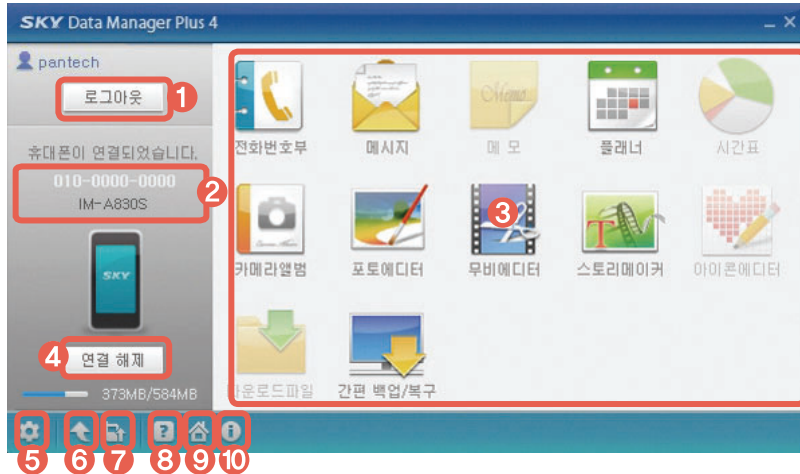 SKY Data Manager Plus 4
pantech
로그아웃
1
휴대폰이 연결되었습니다.
010-0000-0000
IM-A830S
2
SKY
4
연결 해제
373MB/584MB
전화번호부
메시지
Memo
메 모
플래너
시간표
카메라앨범
포토에디터
3
무비에디터
T
스토리메이커
아이콘에디터
다운로드파일
간편 백업/복구
5
6
7
?
8
9
i
10